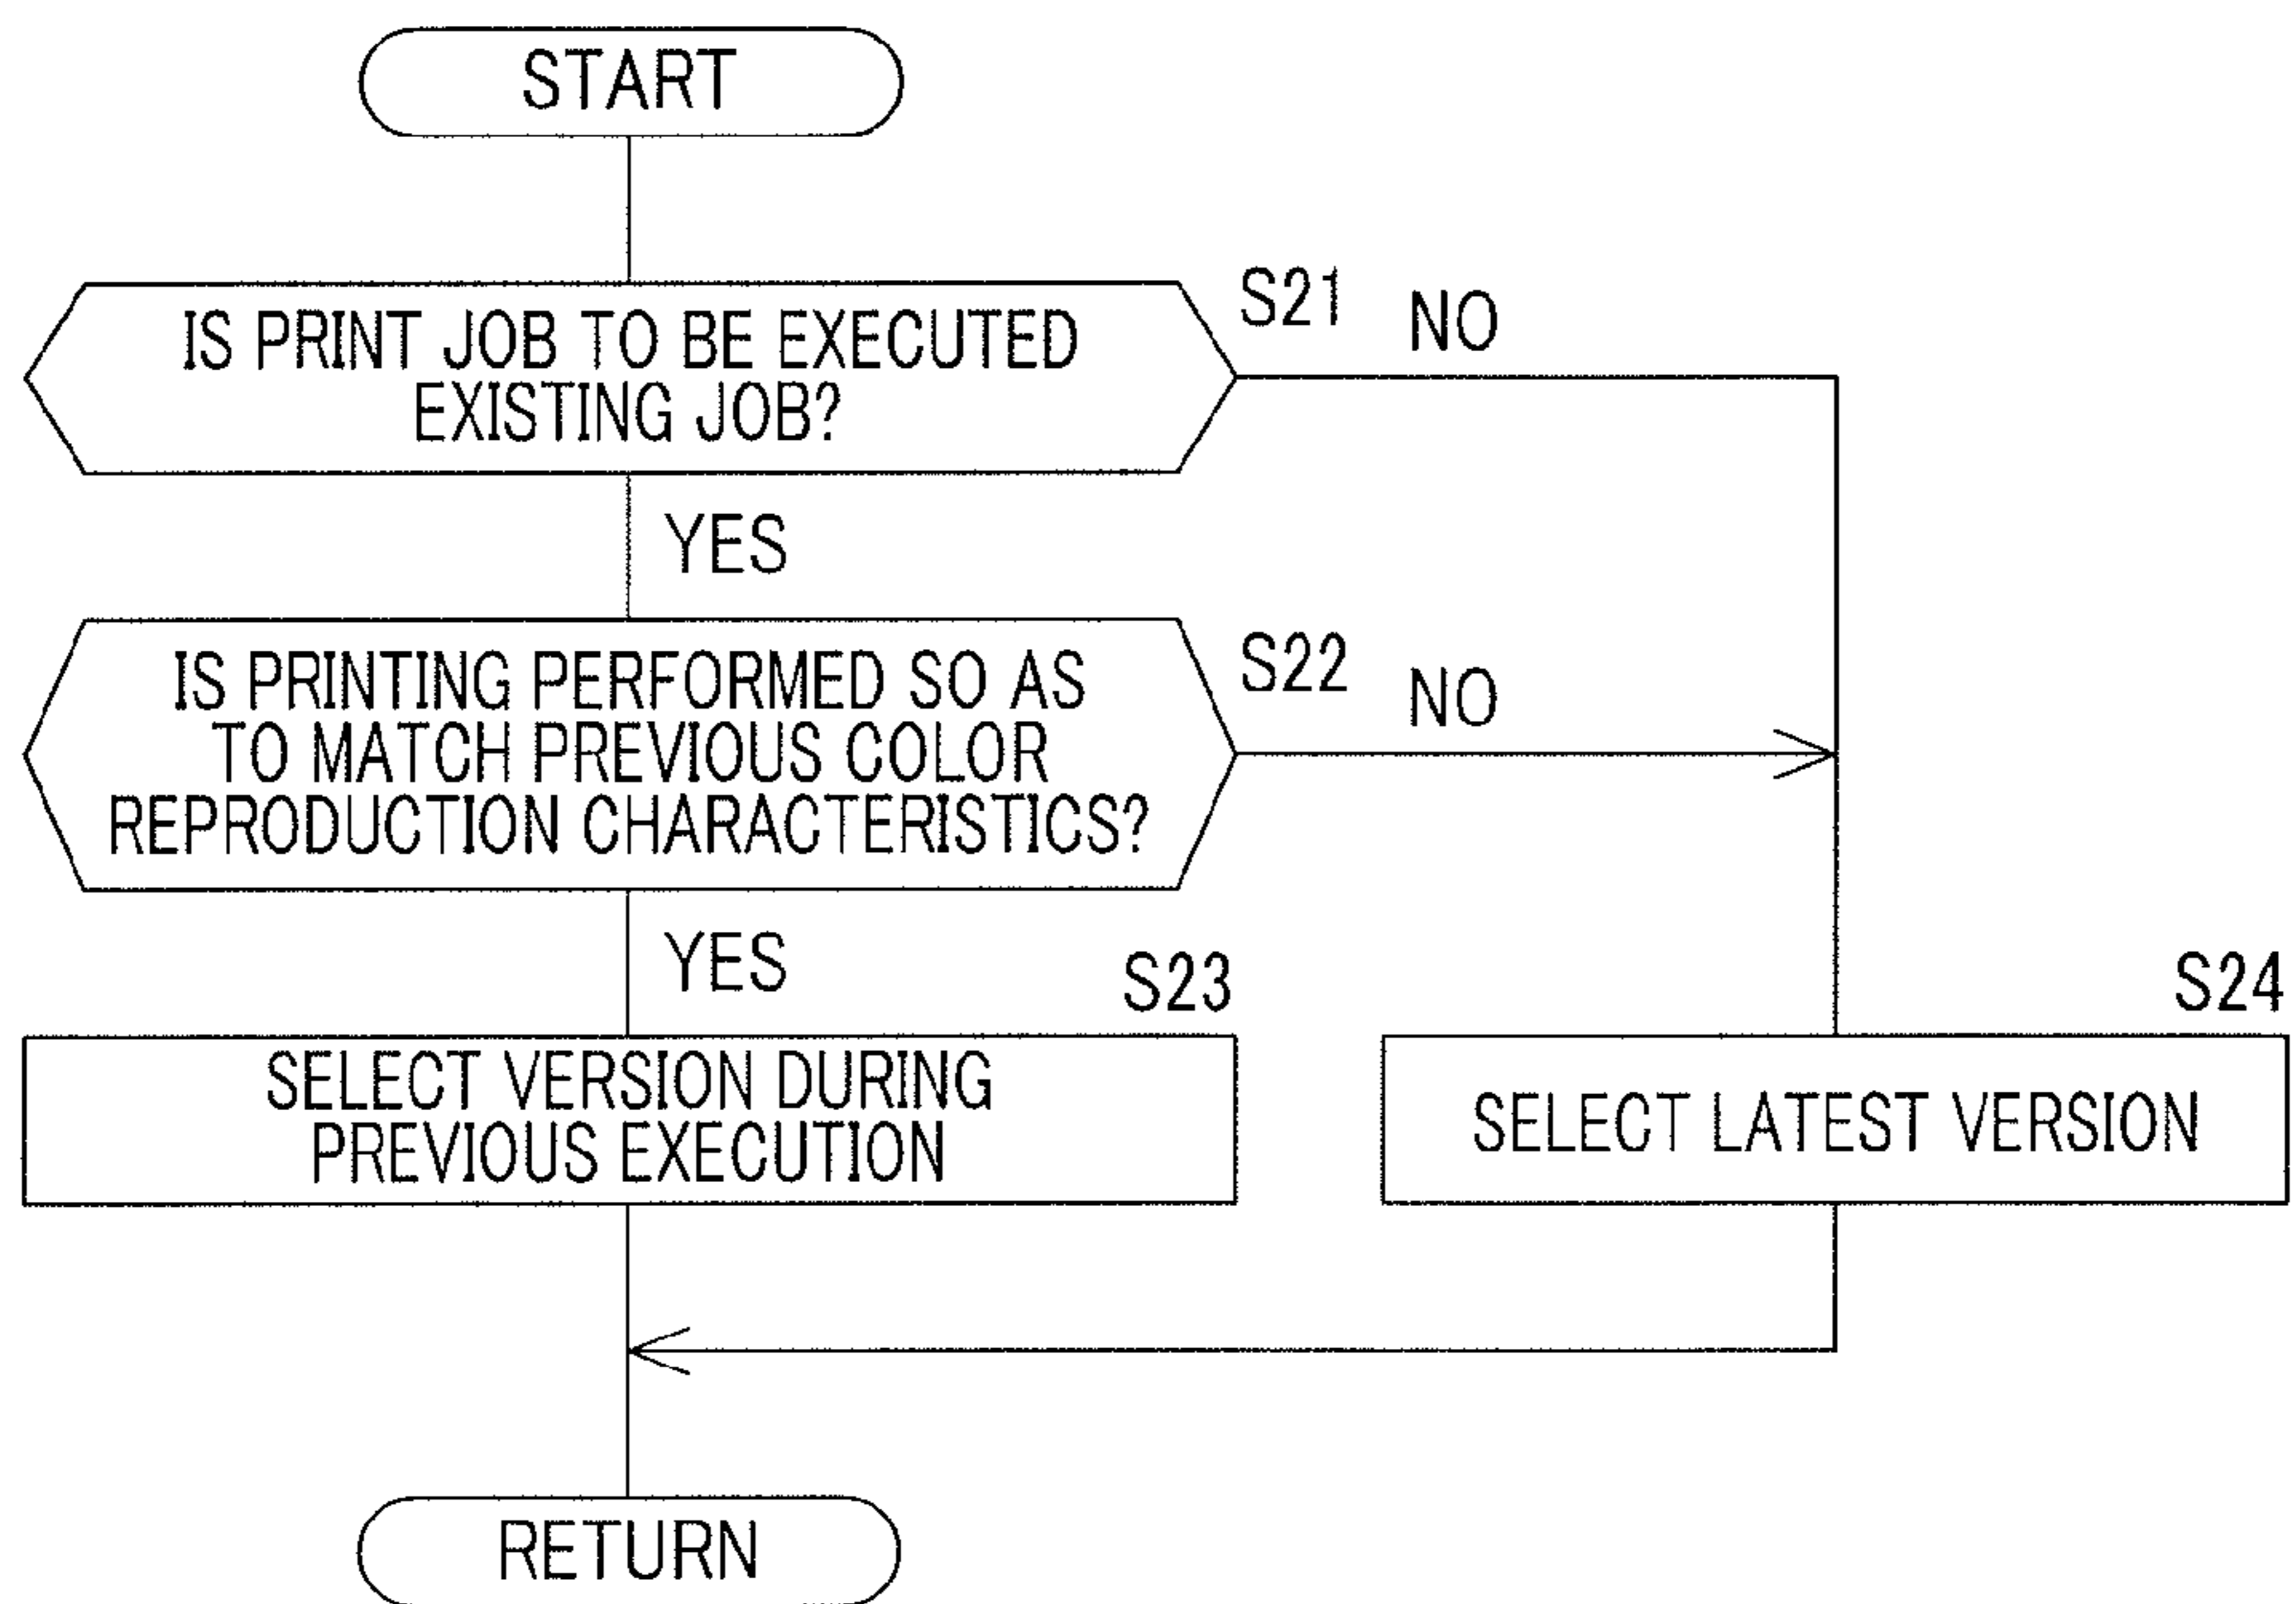 START
S21
NO
IS PRINT JOB TO BE EXECUTED
EXISTING JOB?
YES
S22
NO
IS PRINTING PERFORMED SO AS
TO MATCH PREVIOUS COLOR
REPRODUCTION CHARACTERISTICS?
YES
S23
S24
SELECT VERSION DURING
PREVIOUS EXECUTION
SELECT LATEST VERSION
RETURN